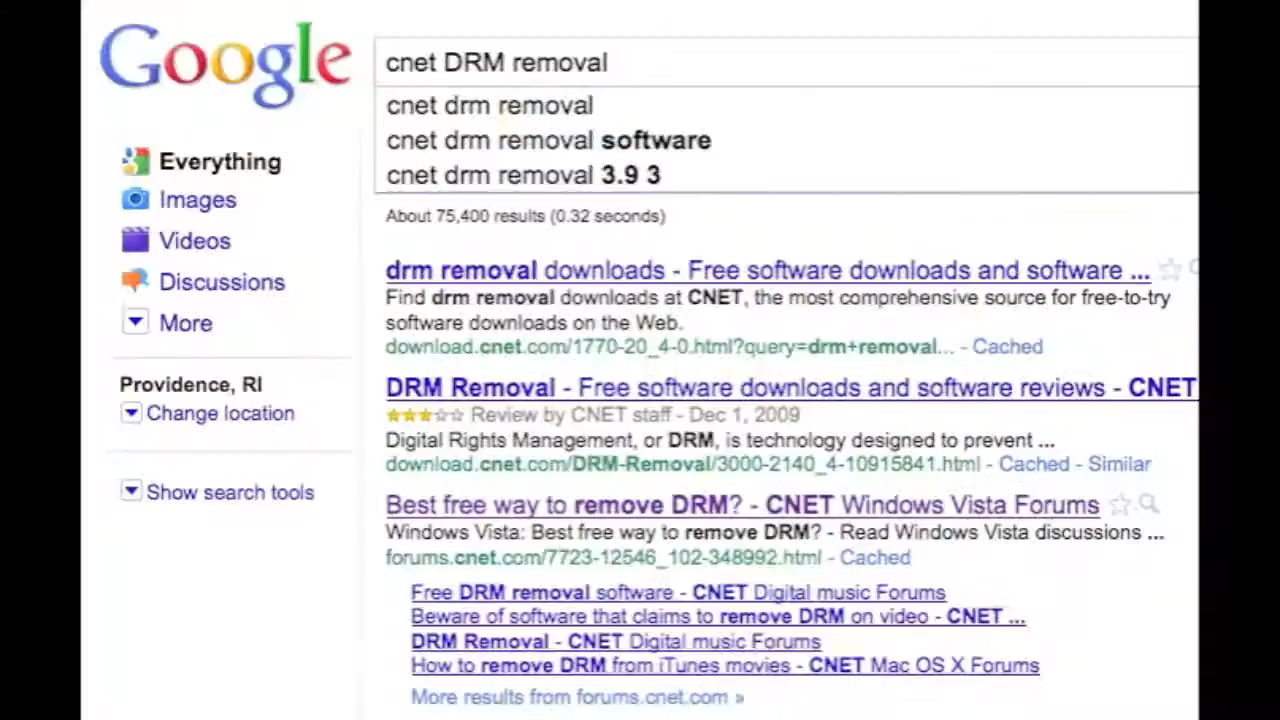 Google
cnet DRM removal
cnet drm removal
cnet drm removal software
cnet drm removal 3.9 3
Everything
Images
Videos
Discussions
More
Providence, RI
Change location
Show search tools
About 75,400 results (0.32 seconds)
drm removal downloads - Free software downloads and software ...
Find drm removal downloads at CNET, the most comprehensive source for free-to-try
software downloads on the Web.
download.cnet.com/1770-20_4-0.html?query=drm+removal... - Cached
DRM Removal - Free software downloads and software reviews - CNET
Review by CNET staff - Dec 1, 2009
Digital Rights Management, or DRM, is technology designed to prevent ...
download.cnet.com/DRM-Removal/3000-2140_4-10915841.html - Cached - Similar
Best free way to remove DRM? - CNET Windows Vista Forums
Windows Vista: Best free way to remove DRM? - Read Windows Vista discussions ...
forums.cnet.com/7723-12546_102-348992.html - Cached
Free DRM removal software - CNET Digital music Forums
Beware of software that claims to remove DRM on video - CNET ...
DRM Removal - CNET Digital music Forums
How to remove DRM from iTunes movies - CNET Mac OS X Forums
More results from forums.cnet.com »